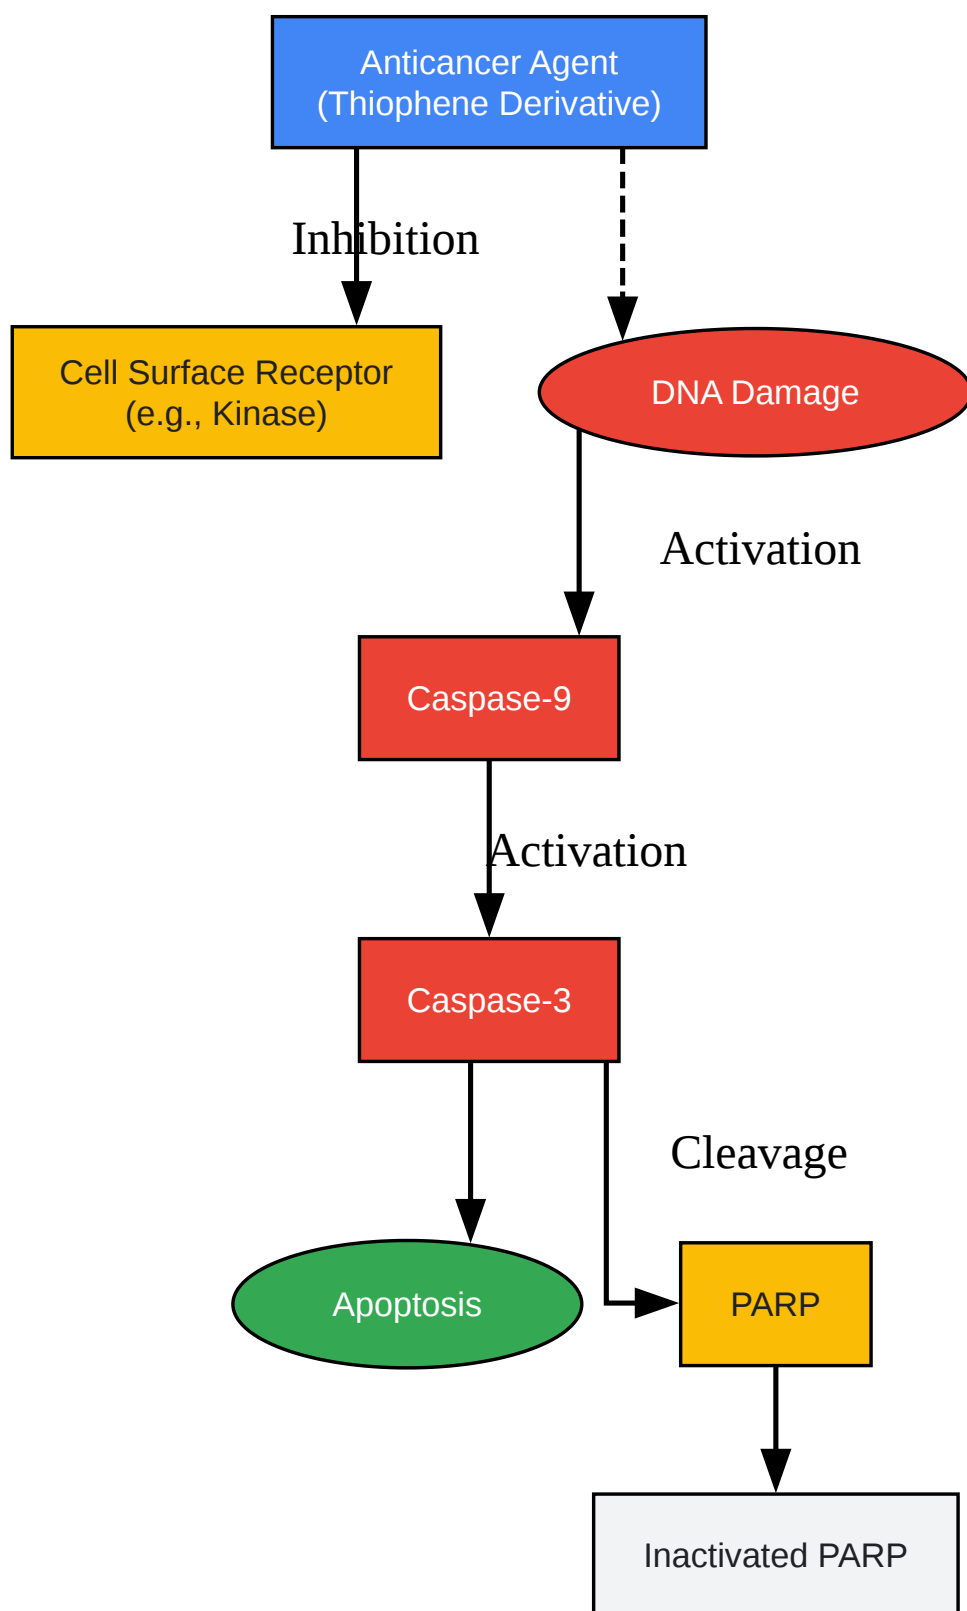 Anticancer Agent
(Thiophene Derivative)
Inhibition
Cell Surface Receptor
(e.g., Kinase)
DNA Damage
Activation
Caspase-9
Activation
Caspase-3
Cleavage
Apoptosis
PARP
Inactivated PARP